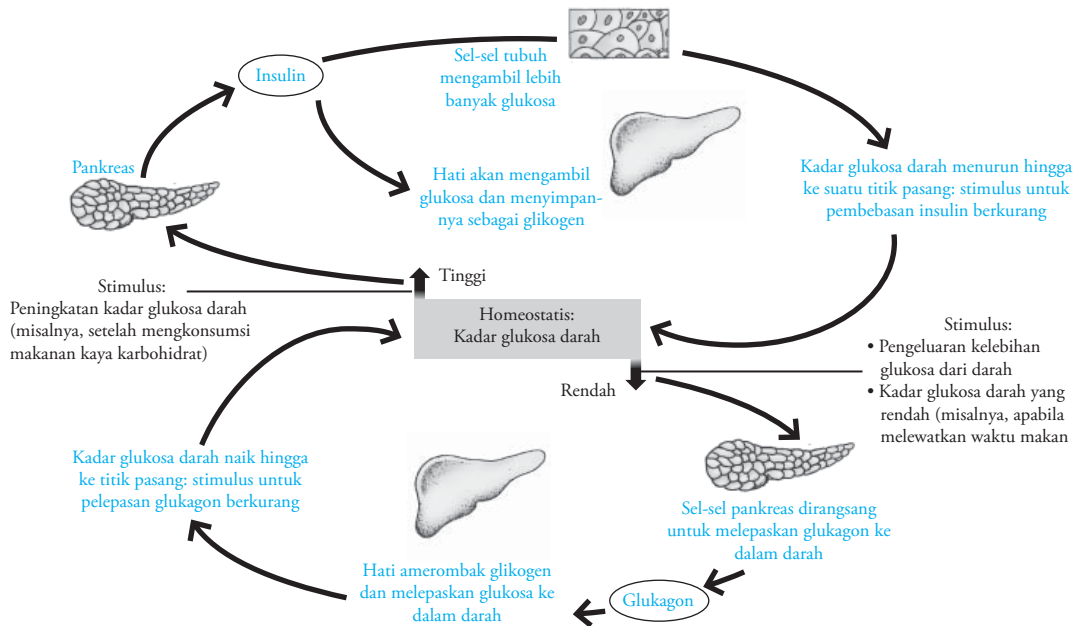 Insulin
Sel-sel tubuh
mengambil lebih
banyak glukosa
Pankreas
Hati akan mengambil
glukosa dan menyimpan-
nya sebagai glikogen
Kadar glukosa darah menurun hingga
ke suatu titik pasang: stimulus untuk
pembebasan insulin berkurang
Tinggi
Stimulus:
Peningkatan kadar glukosa darah
(misalnya, setelah mengkonsumsi
makanan kaya karbohidrat)
Homeostatis:
Kadar glukosa darah
Rendah
Stimulus:
• Pengeluaran kelebihan
glukosa dari darah
• Kadar glukosa darah yang
rendah (misalnya, apabila
melewatkan waktu makan
Kadar glukosa darah naik hingga
ke titik pasang: stimulus untuk
pelepasan glukagon berkurang
Sel-sel pankreas dirangsang
untuk melepaskan glukagon ke
dalam darah
Hati amerombak glikogen
dan melepaskan glukosa ke
dalam darah
Glukagon